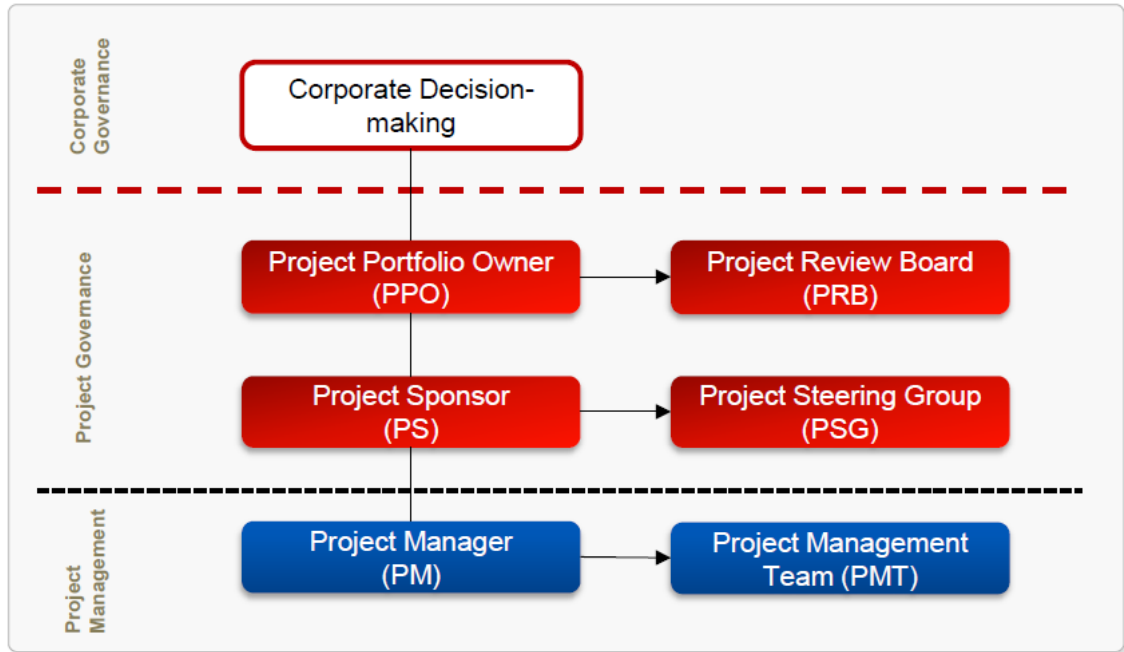 Corporate
Governance
Corporate Decision-
making
Project Governance
Project Portfolio Owner
(PPO)
Project Review Board
(PRB)
Project Sponsor
(PS)
Project Steering Group
(PSG)
Project
Management
Project Manager
(PM)
Project Management
Team (PMT)